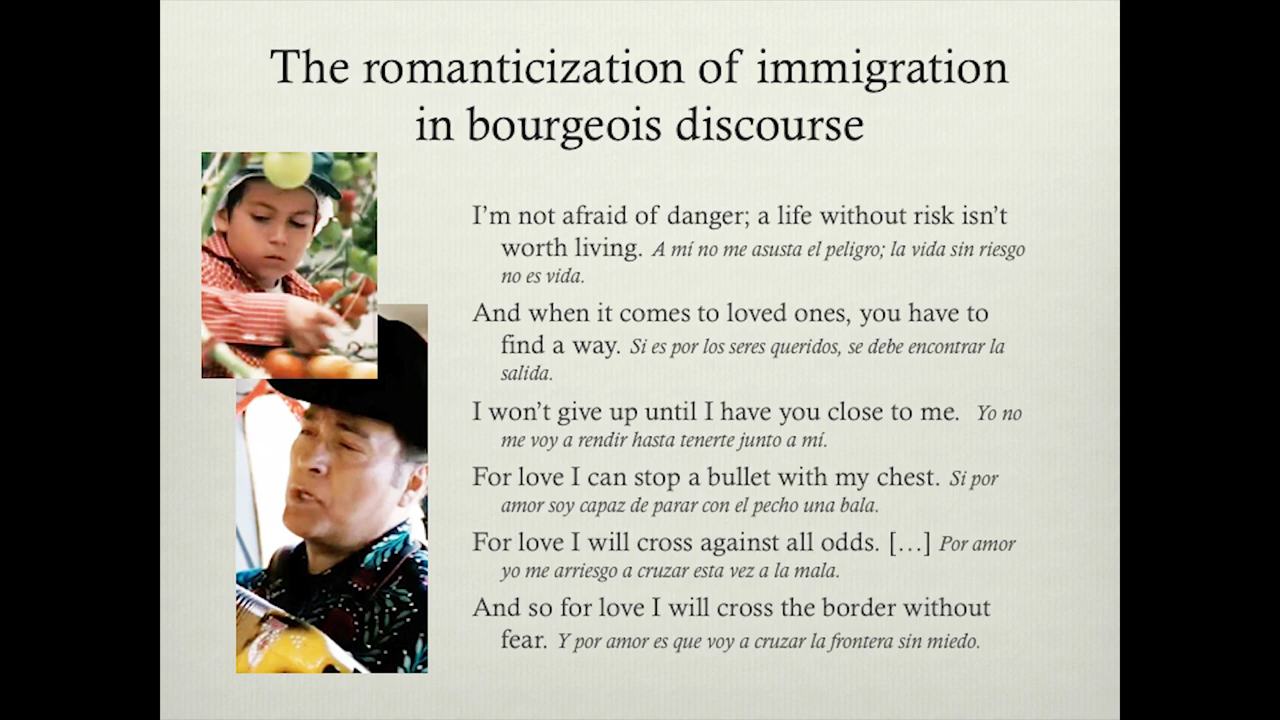 The romanticization of immigration
in bourgeois discourse
I’m not afraid of danger; a life without risk isn’t
worth living. A mí no me asusta el peligro; la vida sin riesgo
no es vida.
And when it comes to loved ones, you have to
find a way. Si es por los seres queridos, se debe encontrar la
salida.
I won’t give up until I have you close to me. Yo no
me voy a rendir hasta tenerte junto a mí.
For love I can stop a bullet with my chest. Si por
amor soy capaz de parar con el pecho una bala.
For love I will cross against all odds. […] Por amor
yo me arriesgo a cruzar esta vez a la mala.
And so for love I will cross the border without
fear. Y por amor es que voy a cruzar la frontera sin miedo.